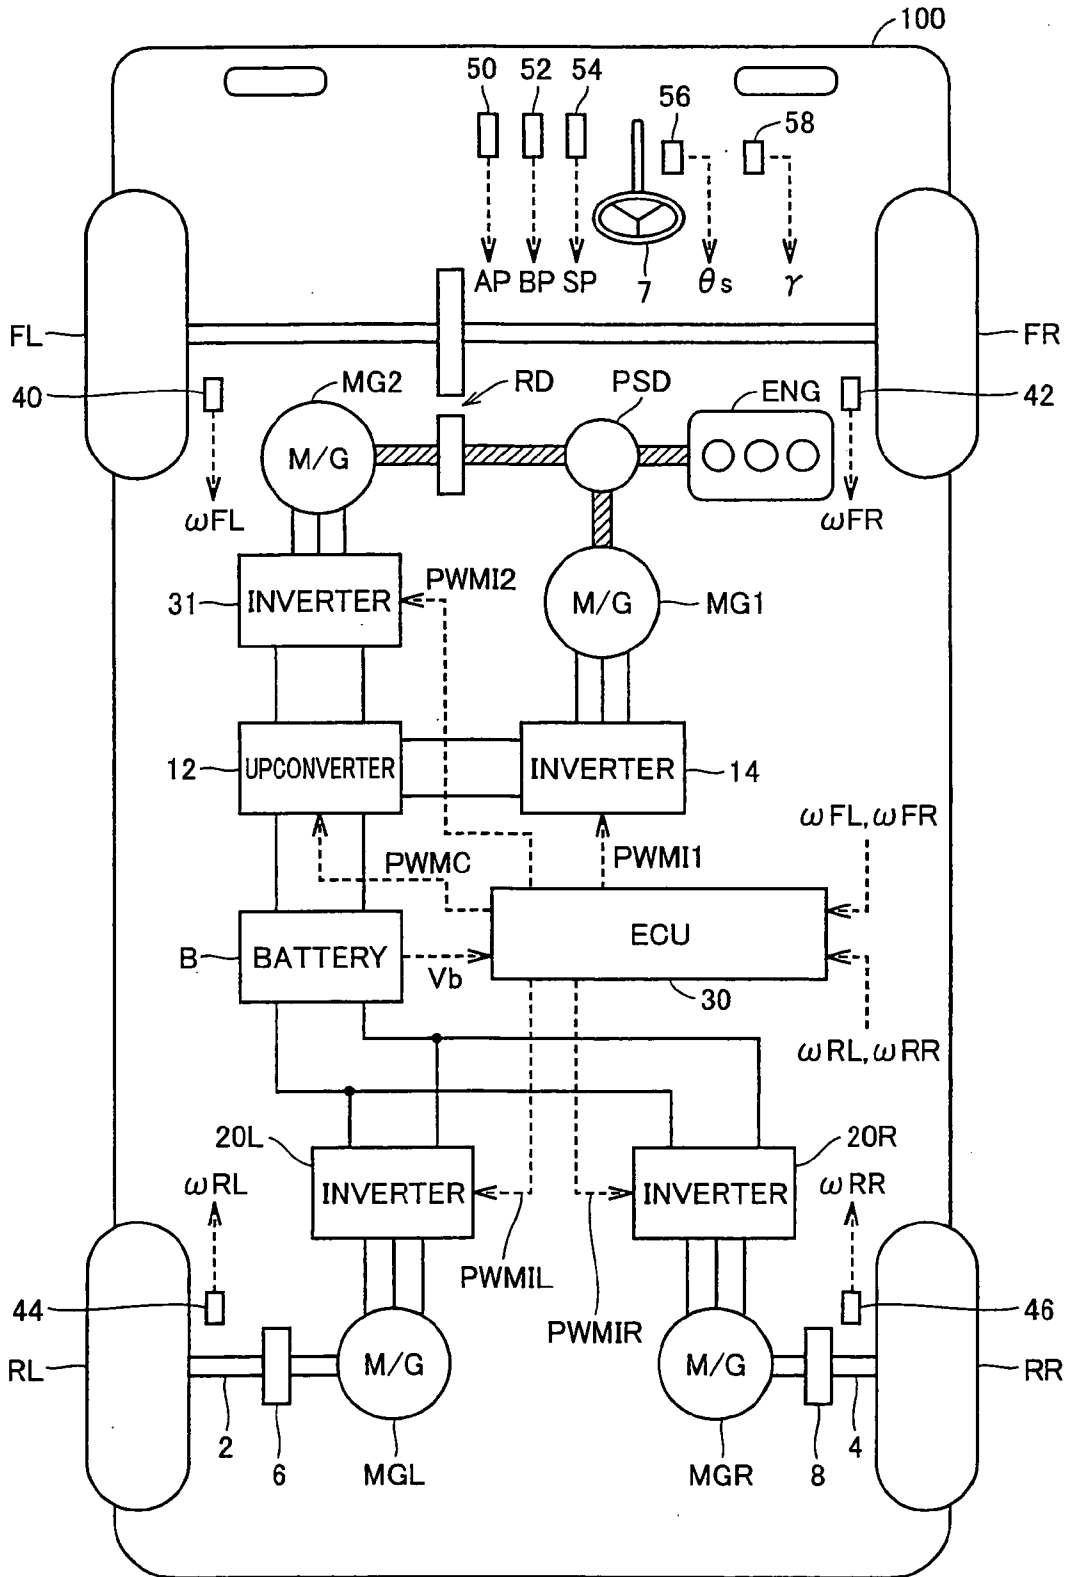 100
50 52 54
56
58
AP BP SP
7
θs
γ
FL
FR
40
42
MG2
RD
PSD
ENG
M/G
ωFL
ωFR
PWMI2
31
INVERTER
M/G
MG1
12
UPCONVERTER
INVERTER
14
ωFL, ωFR
PWMC
PWMI1
B
BATTERY
ECU
Vb
30
ωRL, ωRR
20L
20R
ωRL
INVERTER
INVERTER
ωRR
PWMIL
44
46
PWMIR
RL
M/G
M/G
RR
2
6
MGL
MGR
8
4